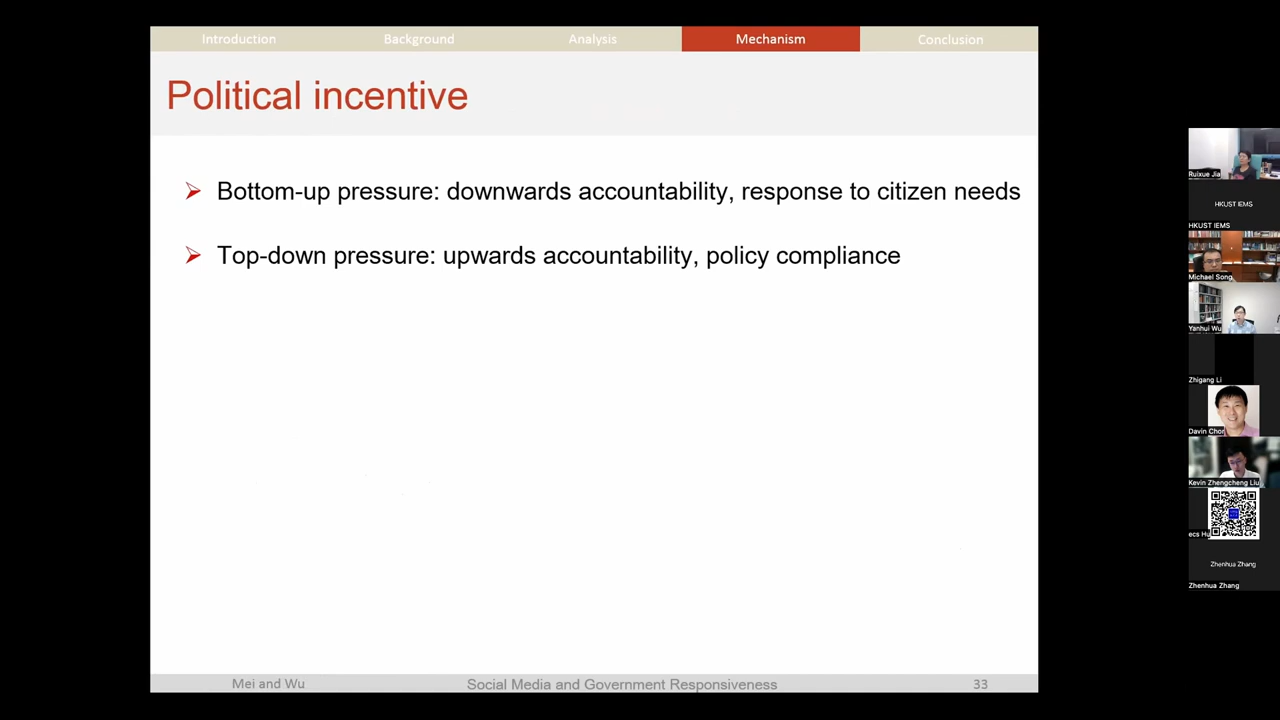 Introduction
Background
Analysis
Mechanism
Conclusion
Political incentive
Bottom-up pressure: downwards accountability, response to citizen needs
Top-down pressure: upwards accountability, policy compliance
Mei and Wu
Social Media and Government Responsiveness
33
Ruixue Jia
HKUST IEMS
HKUST IEMS
Michael Song
Yanhui Wu
Zhigang Li
Davin Chor
Kevin Zhengcheng Liu
ecs
Zhenhua Zhang
Zhenhua Zhang